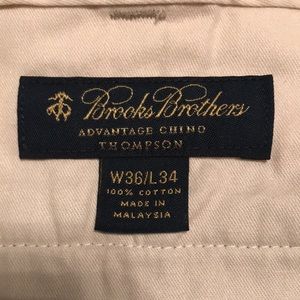 Brooks Brothers
ADVANTAGE CHINO
THOMPSON
W36/L34
100% COTTON
MADE IN
MALAYSIA